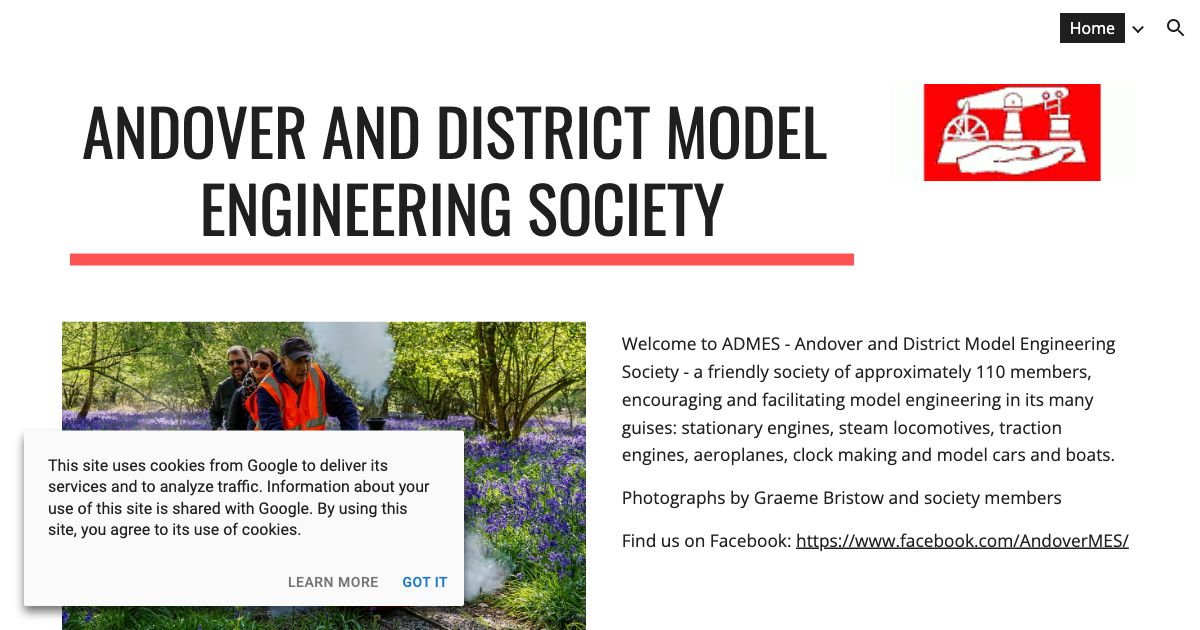 Home
ANDOVER AND DISTRICT MODEL
ENGINEERING SOCIETY
Welcome to ADMES - Andover and District Model Engineering
Society - a friendly society of approximately 110 members,
encouraging and facilitating model engineering in its many
guises: stationary engines, steam locomotives, traction
engines, aeroplanes, clock making and model cars and boats.
Photographs by Graeme Bristow and society members
Find us on Facebook: https://www.facebook.com/AndoverMES/
This site uses cookies from Google to deliver its
services and to analyze traffic. Information about your
use of this site is shared with Google. By using this
site, you agree to its use of cookies.
LEARN MORE GOT IT